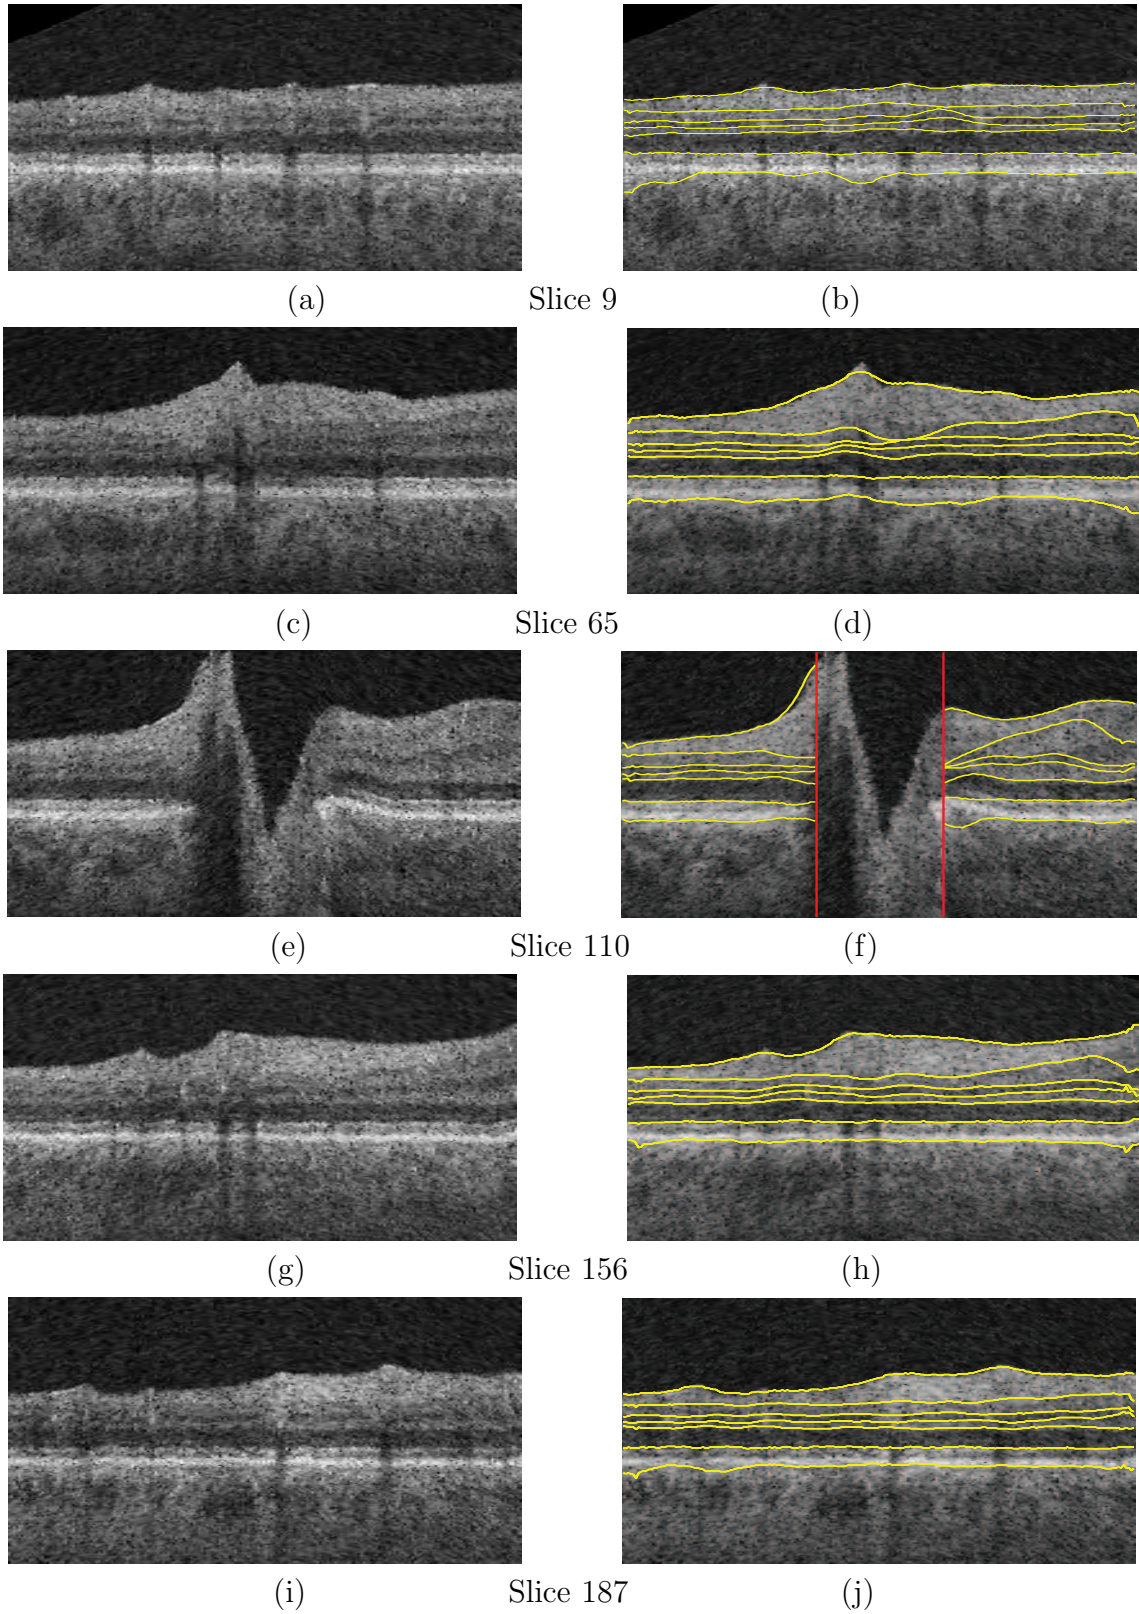 (a) Slice 9 (b)
(c) Slice 65 (d)
(e) Slice 110 (f)
(g) Slice 156 (h)
(i) Slice 187 (j)